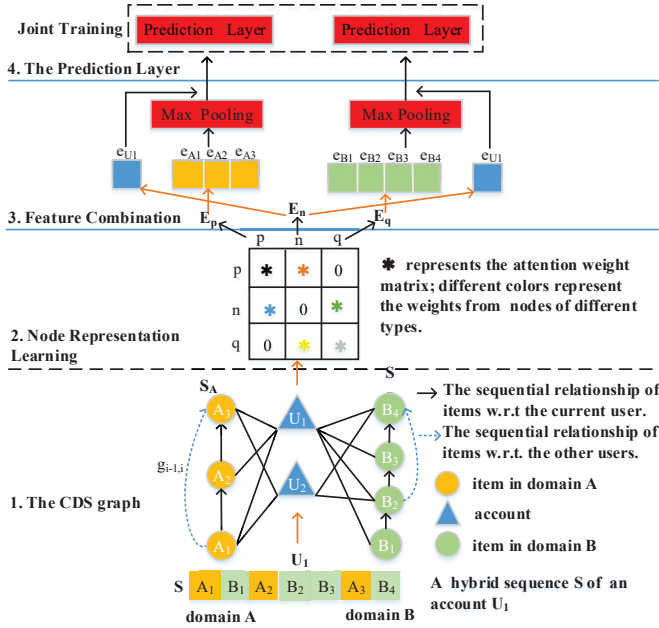 Joint Training
Prediction Layer
Prediction Layer
4. The Prediction Layer
Max Pooling
Max Pooling
eU1
eA1 eA2 eA3
eB1 eB2 eB3 eB4
eU1
3. Feature Combination
Ep
En
Eq
p n q
p * * 0
n * 0 *
q 0 * *
* represents the attention weight
matrix; different colors represent
the weights from nodes of different
types.
2. Node Representation
Learning
SA
S
A3
U1
B4
A2
B3
U2
B2
A1
B1
gi-1,i
The sequential relationship of
items w.r.t the current user.
The sequential relationship of
items w.r.t. the other users.
item in domain A
account
item in domain B
1. The CDS graph
U1
S A1 B1 A2 B2 B3 A3 B4
domain A
domain B
A hybrid sequence S of an
account U1